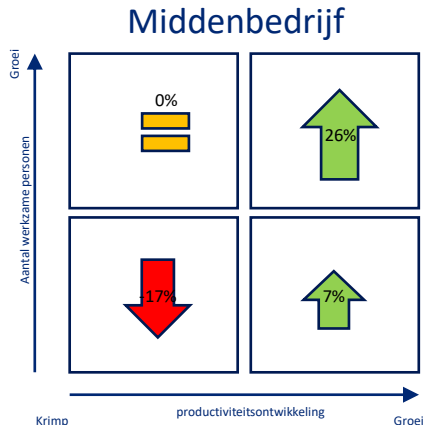 Middenbedrijf
Groei
Aantal werkzame personen
0%
26%
-17%
7%
productiviteitsontwikkeling
Krimp
Groei